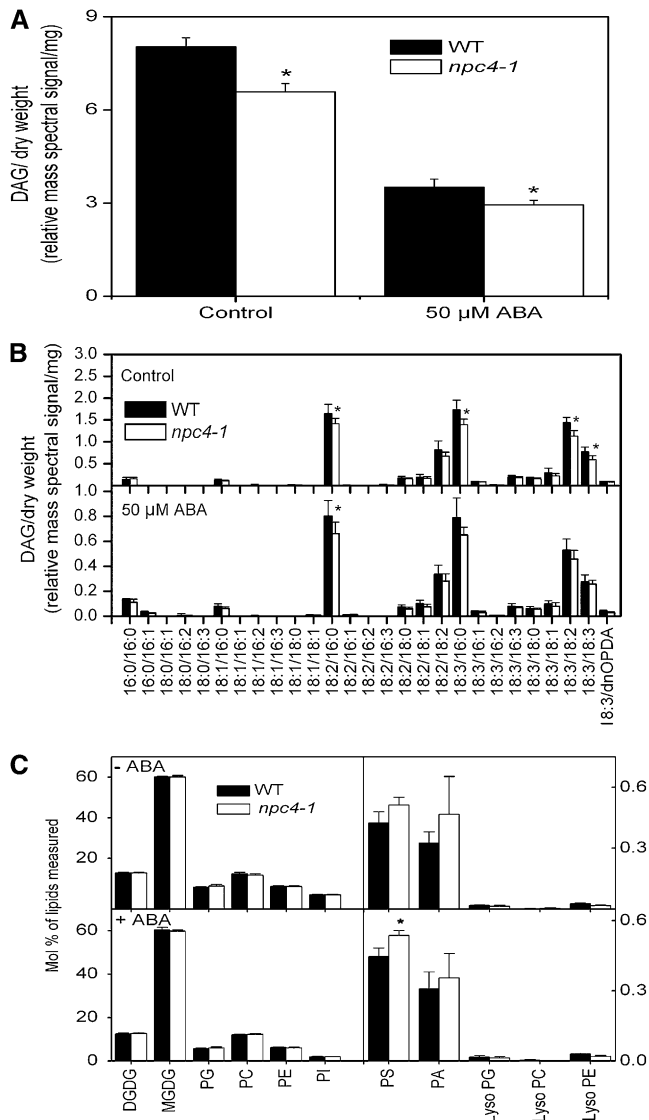 A
DAG/ dry weight
(relative mass spectral signal/mg)
9
6
3
0
WT
npc4-1
*
*
Control
50 µM ABA
B
DAG/dry weight
(relative mass spectral signal/mg)
3.0
2.5
2.0
1.5
1.0
0.5
0.0
Control
WT
npc4-1
* * * *
1.0
0.8
0.6
0.4
0.2
0.0
50 µM ABA
*
16:0/16:0
16:0/16:1
18:0/16:1
18:0/16:2
18:0/16:3
18:1/16:0
18:1/16:1
18:1/16:2
18:1/16:3
18:1/18:0
18:1/18:1
18:2/16:0
18:2/16:1
18:2/16:2
18:2/16:3
18:2/18:0
18:2/18:1
18:2/18:2
18:3/16:0
18:3/16:1
18:3/16:2
18:3/16:3
18:3/18:0
18:3/18:1
18:3/18:2
18:3/18:3
18:3/dnOPDA
C
Mol % of lipids measured
- ABA
WT
npc4-1
60
40
20
0.6
0.3
+ ABA
*
60
40
20
0
0.6
0.3
0.0
DGDG
MGDG
PG
PC
PE
PI
PS
PA
Lyso PG
Lyso PC
Lyso PE